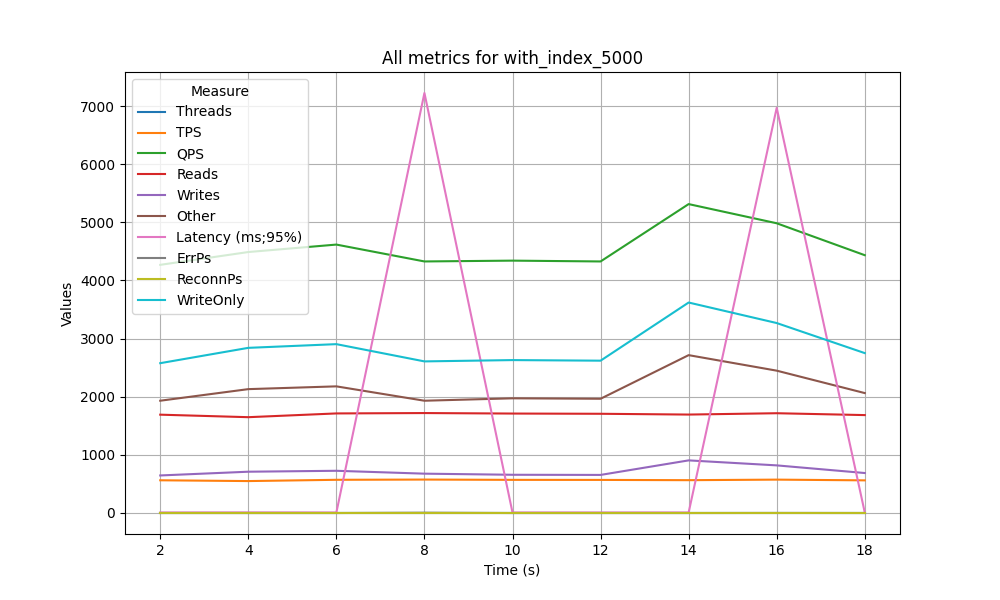 All metrics for with_index_5000
Measure
Threads
TPS
QPS
Reads
Writes
Other
Latency (ms;95%)
ErrPs
ReconnPs
WriteOnly
Values
7000
6000
5000
4000
3000
2000
1000
0
2 4 6 8 10 12 14 16 18
Time (s)